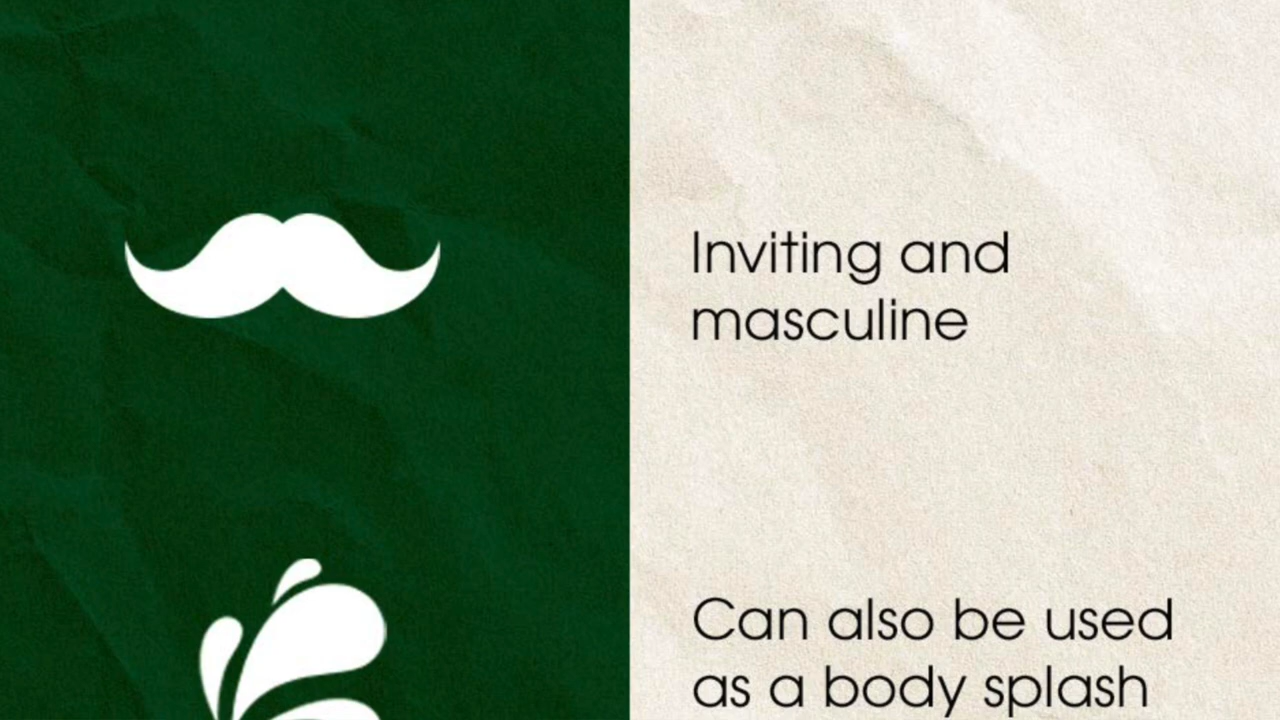 Inviting and
masculine
Can also be used
as a body splash